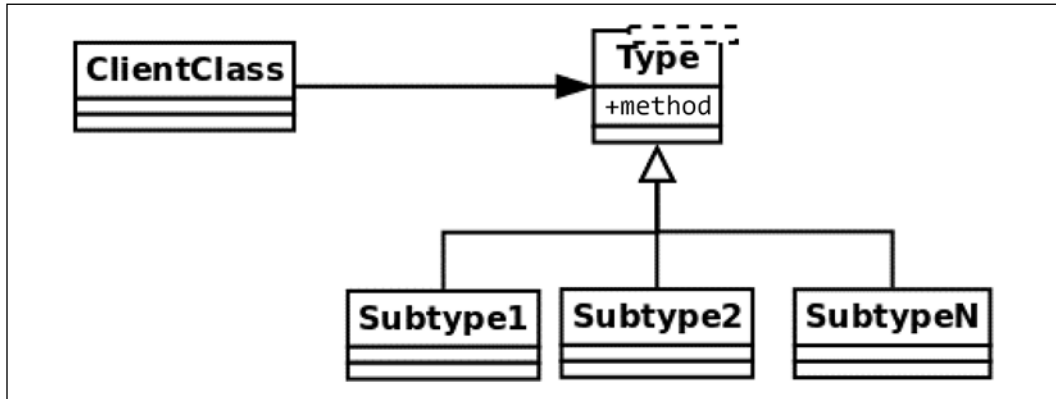 ClientClass
Type
+method
Subtype1
Subtype2
SubtypeN